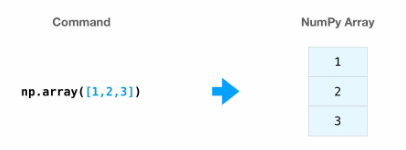 Command
NumPy Array
np.array([1,2,3])
1
2
3